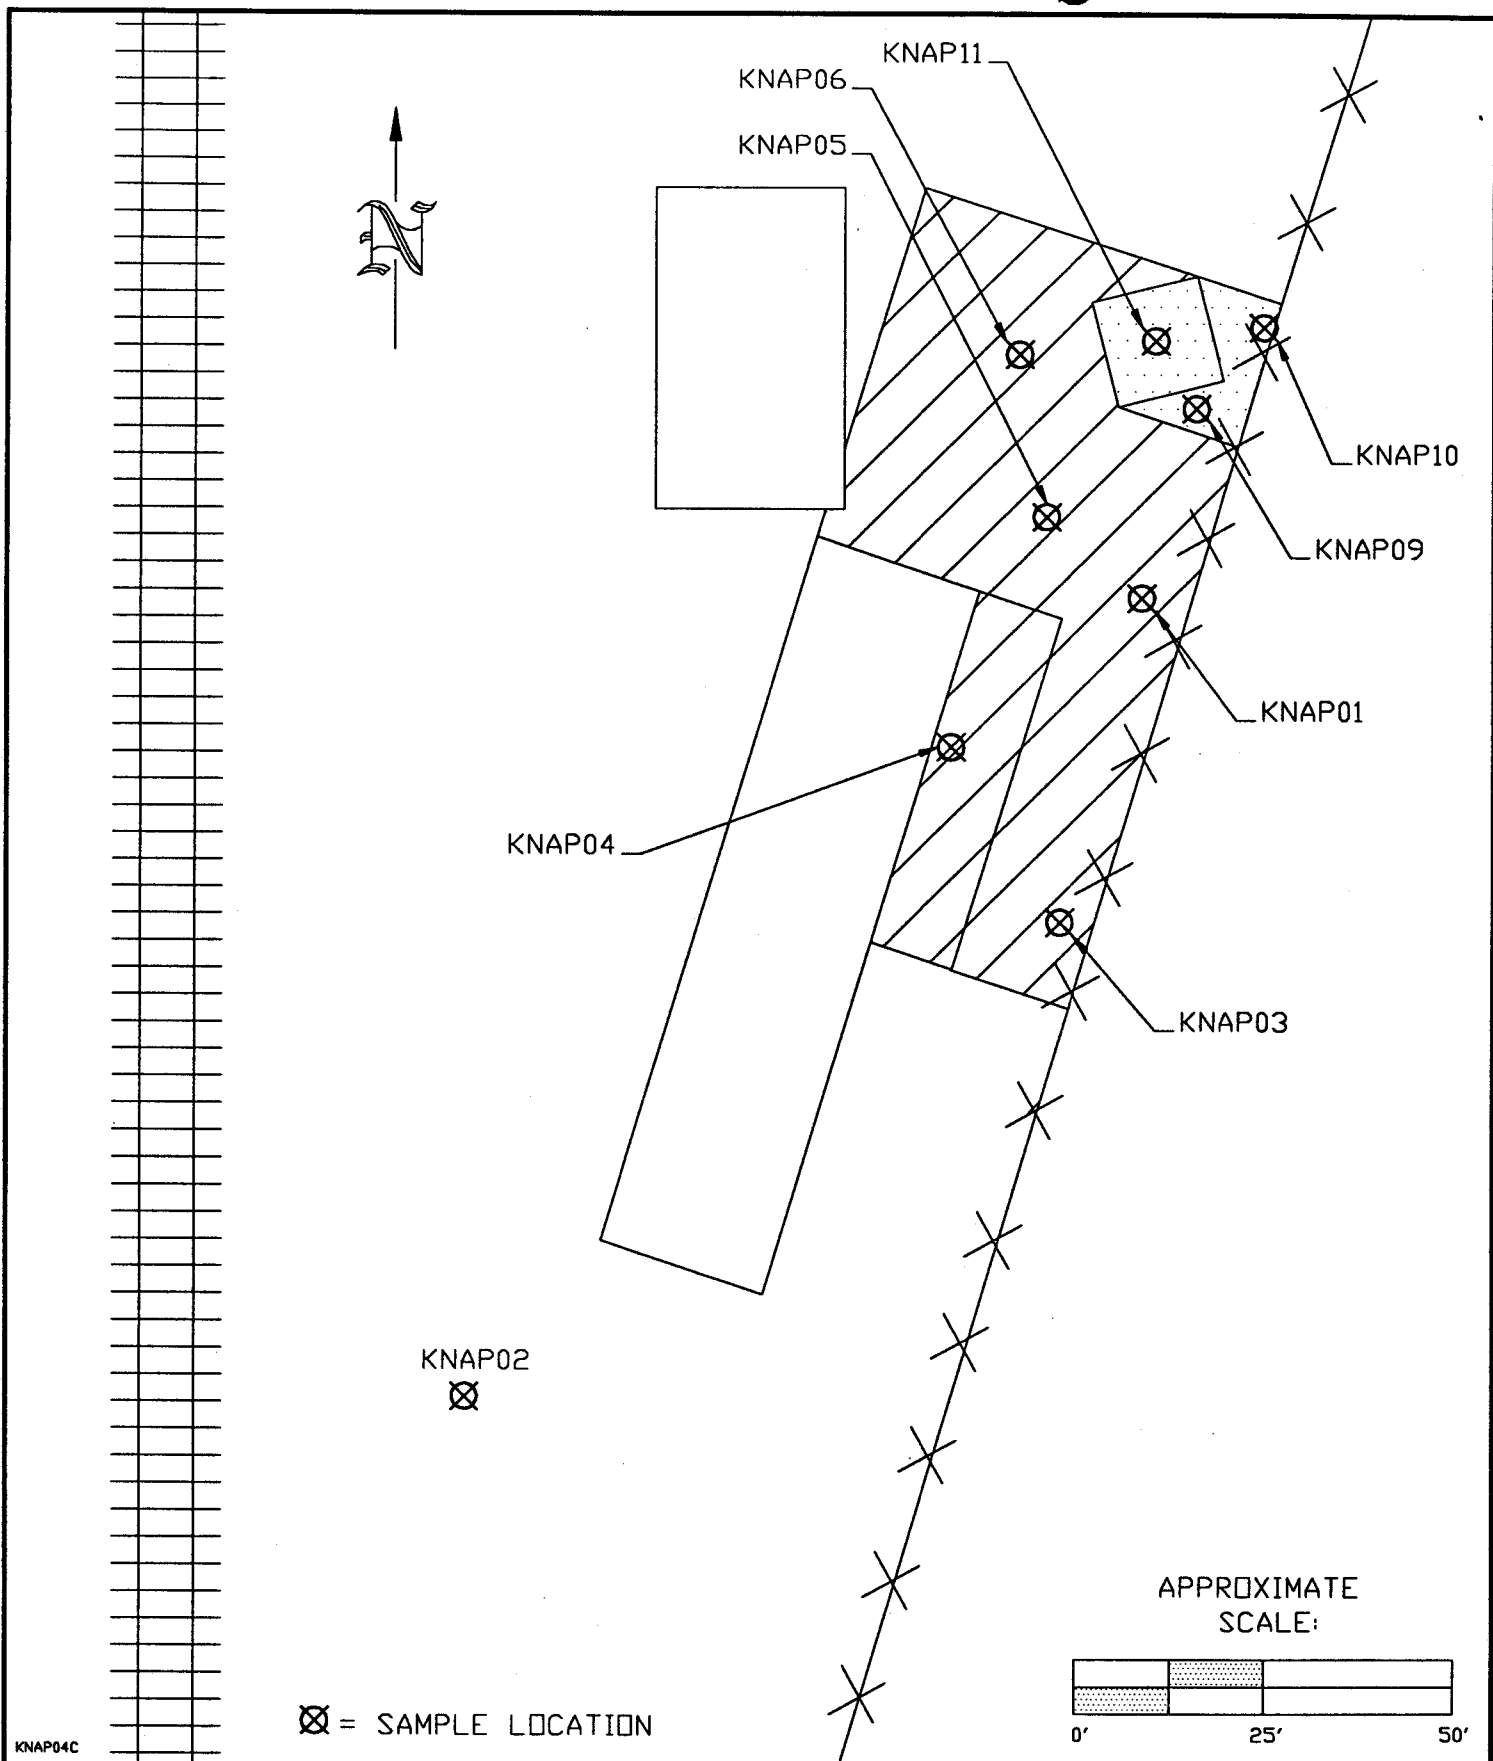 KNAP11
KNAP06
KNAP05
N
KNAP10
KNAP09
KNAP01
KNAP04
KNAP03
KNAP02
APPROXIMATE
SCALE:
= SAMPLE LOCATION
0' 25' 50'
KNAP04C